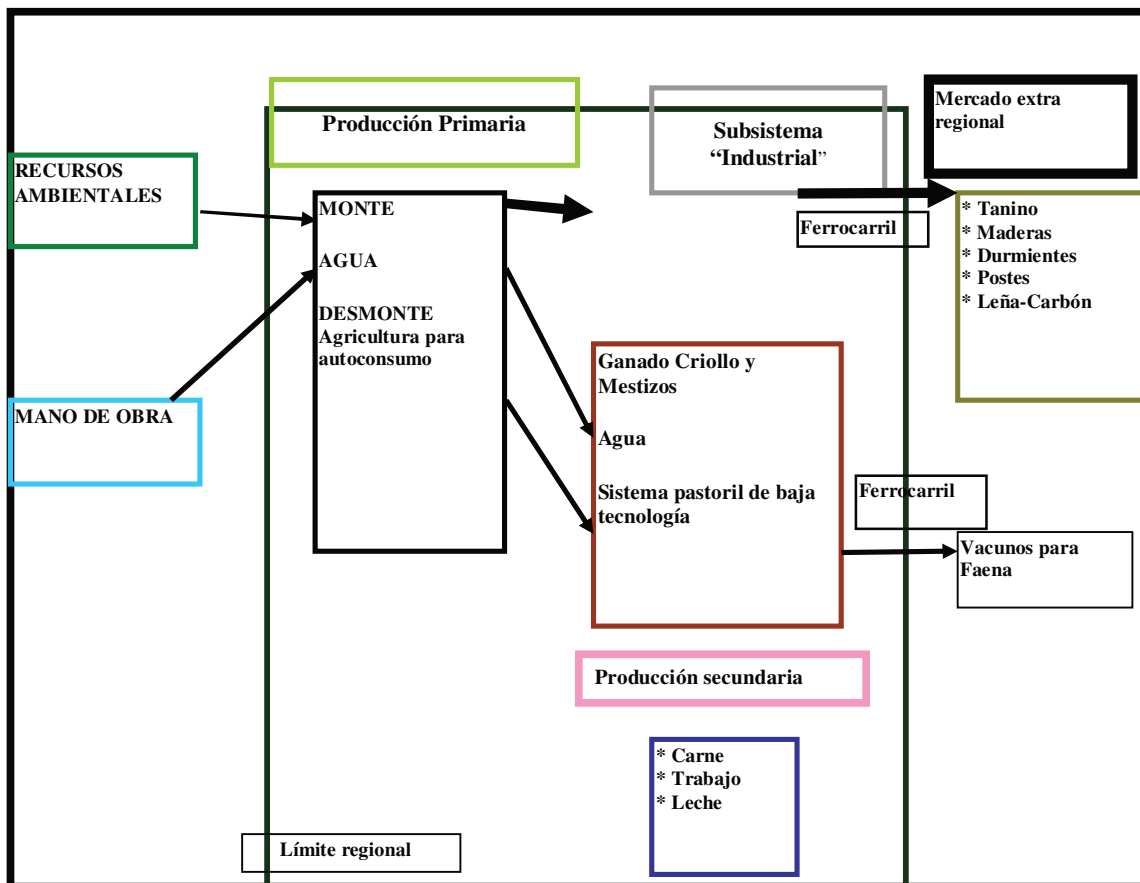 Producción Primaria
Subsistema
“Industrial”
Mercado extra
regional
RECURSOS
AMBIENTALES
MONTE
AGUA
DESMONTE
Agricultura para
autoconsumo
Ferrocarril
* Tanino
* Maderas
* Durmientes
* Postes
* Leña-Carbón
MANO DE OBRA
Ganado Criollo y
Mestizos
Agua
Sistema pastoril de baja
tecnología
Ferrocarril
Vacunos para
Faena
Producción secundaria
* Carne
* Trabajo
* Leche
Límite regional